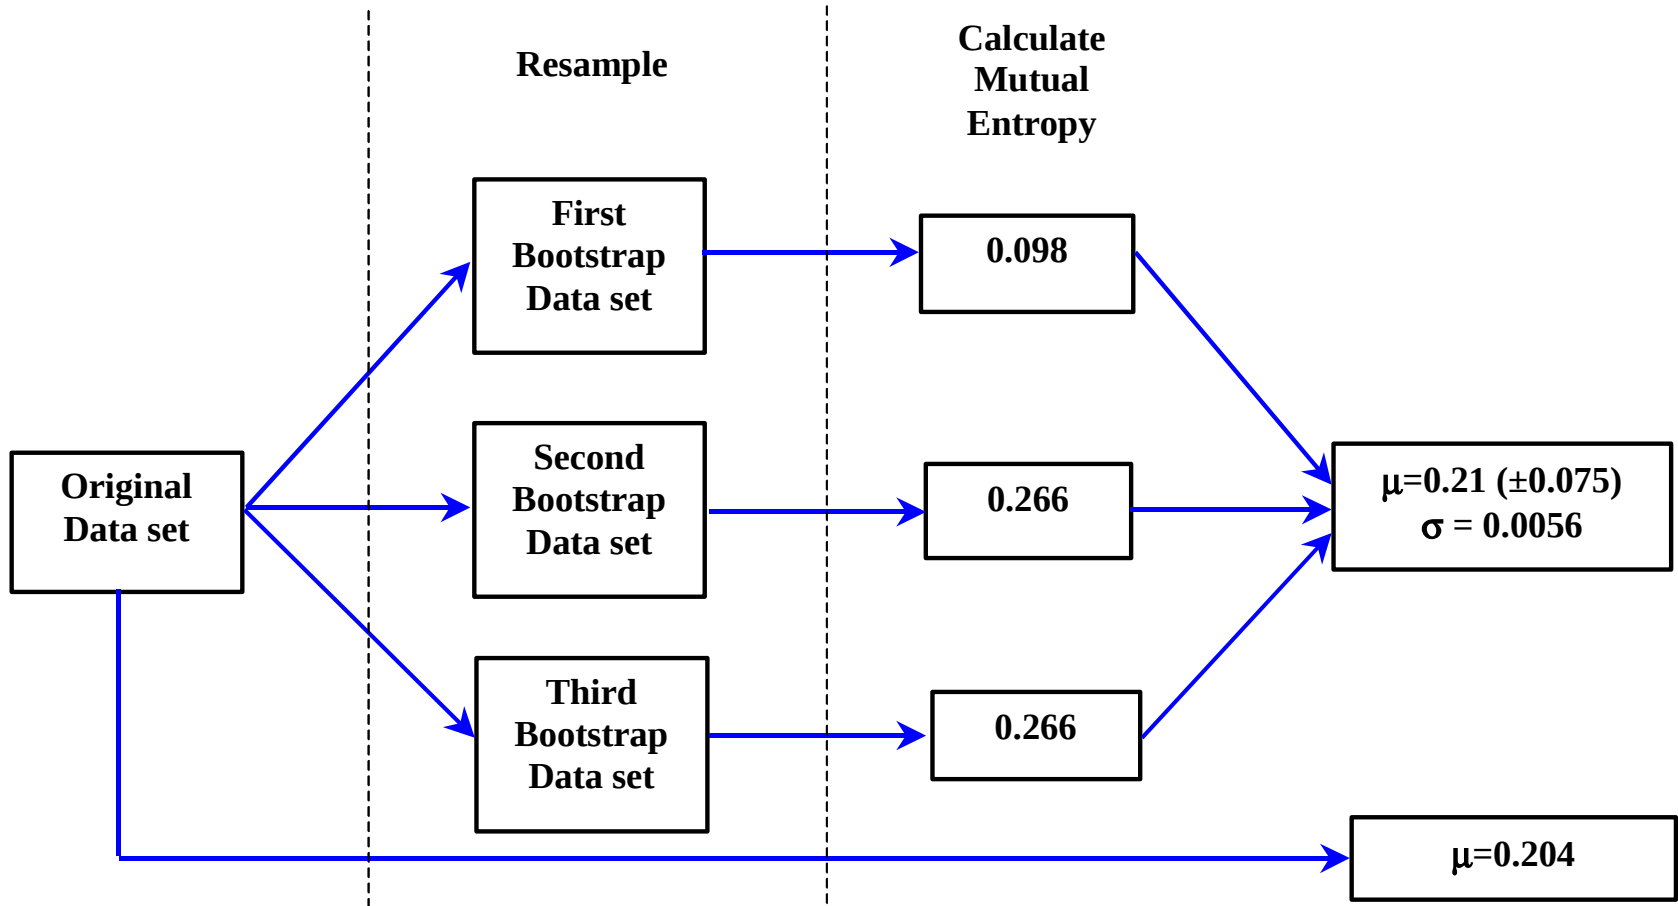 Resample
Calculate
Mutual
Entropy
First
Bootstrap
Data set
0.098
Original
Data set
Second
Bootstrap
Data set
0.266
μ=0.21 (±0.075)
σ = 0.0056
Third
Bootstrap
Data set
0.266
μ=0.204